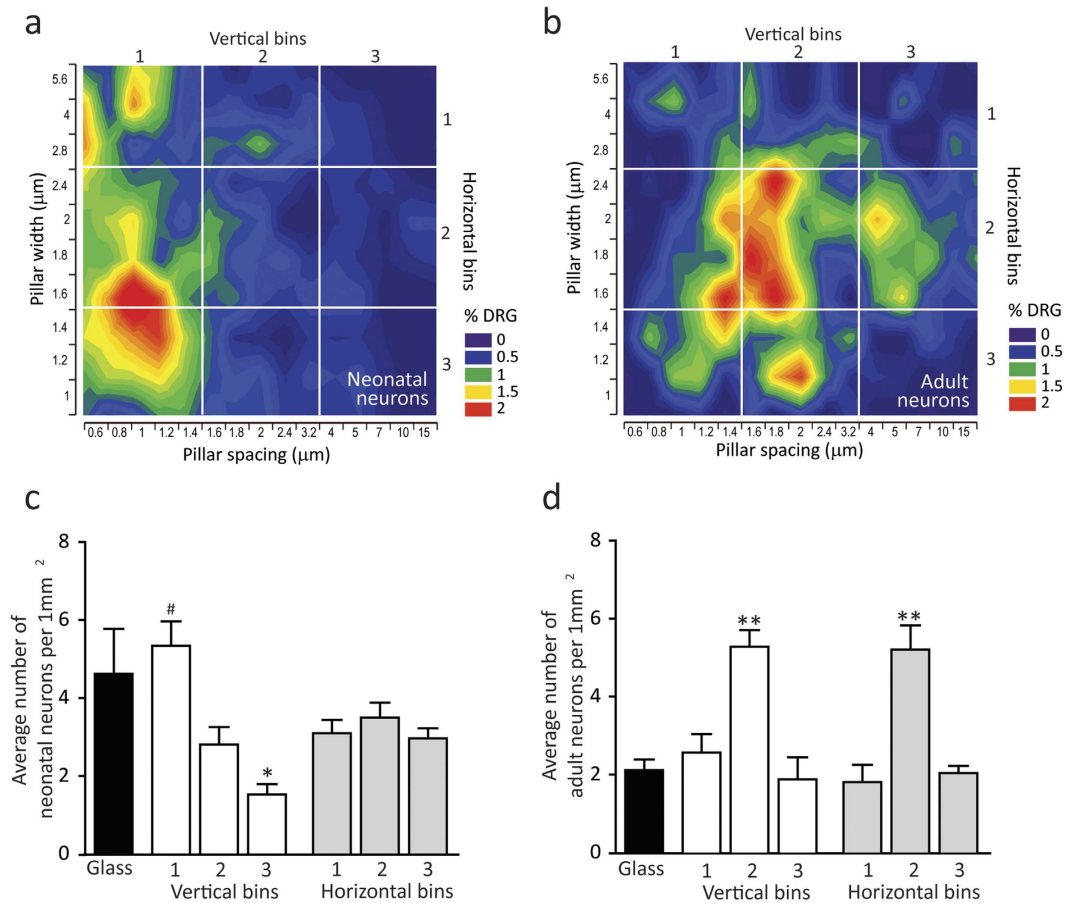 a
Vertical bins
1 2 3
5.6
4
2.8
2.4
2
1.8
1.6
1.4
1.2
1
Pillar width (μm)
1
2
3
Horizontal bins
% DRG
0
0.5
1
1.5
2
Neonatal
neurons
0.6 0.8 1 1.2 1.4 1.6 1.8 2 2.4 3.2 4 5 7 10 15
Pillar spacing (μm)
b
Vertical bins
1 2 3
5.6
4
2.8
2.4
2
1.8
1.6
1.4
1.2
1
Pillar width (μm)
1
2
3
Horizontal bins
% DRG
0
0.5
1
1.5
2
Adult
neurons
0.6 0.8 1 1.2 1.4 1.6 1.8 2 2.4 3.2 4 5 7 10 15
Pillar spacing (μm)
c
Average number of
neonatal neurons per 1mm 2
8
6
4
2
0
#
*
Glass 1 2 3 1 2 3
Vertical bins Horizontal bins
d
Average number of
adult neurons per 1mm 2
8
6
4
2
0
** **
Glass 1 2 3 1 2 3
Vertical bins Horizontal bins